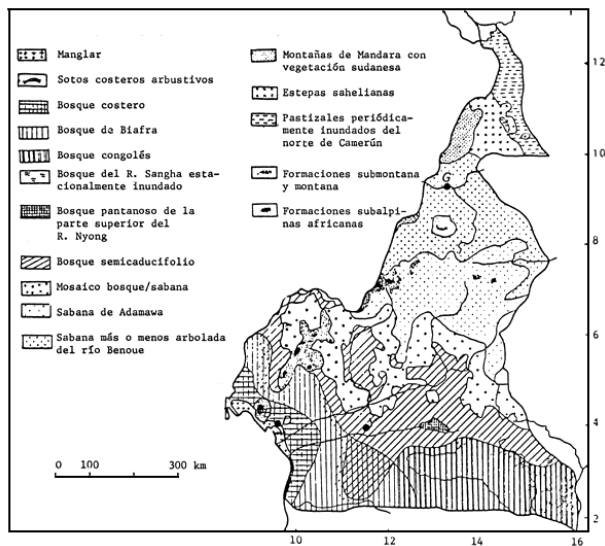 Manglar
Sotos costeros arbustivos
Bosque costero
Bosque de Biafra
Bosque congolés
Bosque del R. Sangha esta-
cionalmente inundado
Bosque pantanoso de la
parte superior del
R. Nyong
Bosque semicaducifolio
Mosaico bosque/sabana
Sabana de Adamawa
Sabana más o menos arbolada
del río Benoue
Montañas de Mandara con
vegetación sudanesa
Estepas sahelianas
Pastizales periódica-
mente inundados del
norte de Camerún
Formaciones submontana
y montana
Formaciones subalpi-
nas africanas
0 100 300 km
12
10
8
6
4
2
10 12 14 16
G